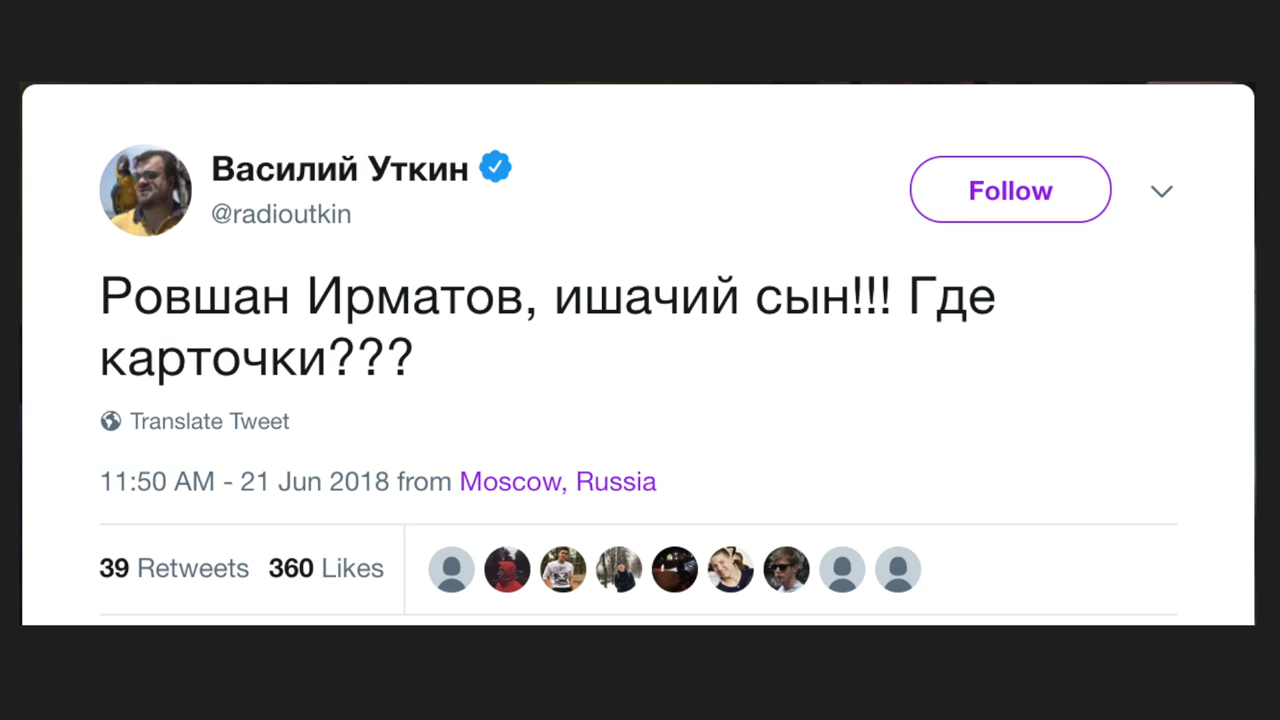 Василий Уткин
@radioutkin
Follow
Ровшан Ирматов, ишачий сын!!! Где
карточки???
Translate Tweet
11:50 AM - 21 Jun 2018 from Moscow, Russia
39 Retweets 360 Likes